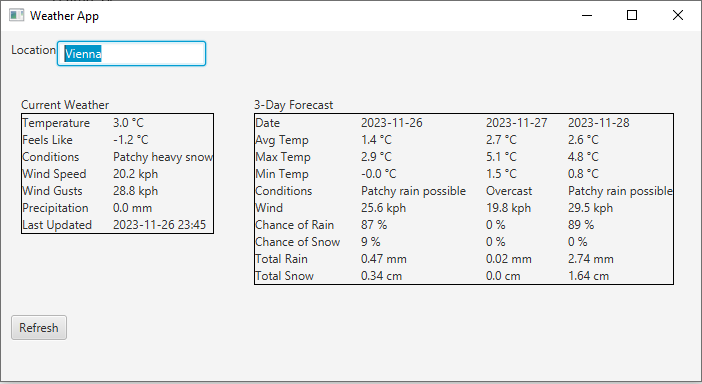 Weather App
Location Vienna
Current Weather
Temperature 3.0 °C
Feels Like -1.2 °C
Conditions Patchy heavy snow
Wind Speed 20.2 kph
Wind Gusts 28.8 kph
Precipitation 0.0 mm
Last Updated 2023-11-26 23:45
3-Day Forecast
Date 2023-11-26 2023-11-27 2023-11-28
Avg Temp 1.4 °C 2.7 °C 2.6 °C
Max Temp 2.9 °C 5.1 °C 4.8 °C
Min Temp -0.0 °C 1.5 °C 0.8 °C
Conditions Patchy rain possible Overcast Patchy rain possible
Wind 25.6 kph 19.8 kph 29.5 kph
Chance of Rain 87 % 0 % 89 %
Chance of Snow 9 % 0 % 0 %
Total Rain 0.47 mm 0.02 mm 2.74 mm
Total Snow 0.34 cm 0.0 cm 1.64 cm
Refresh